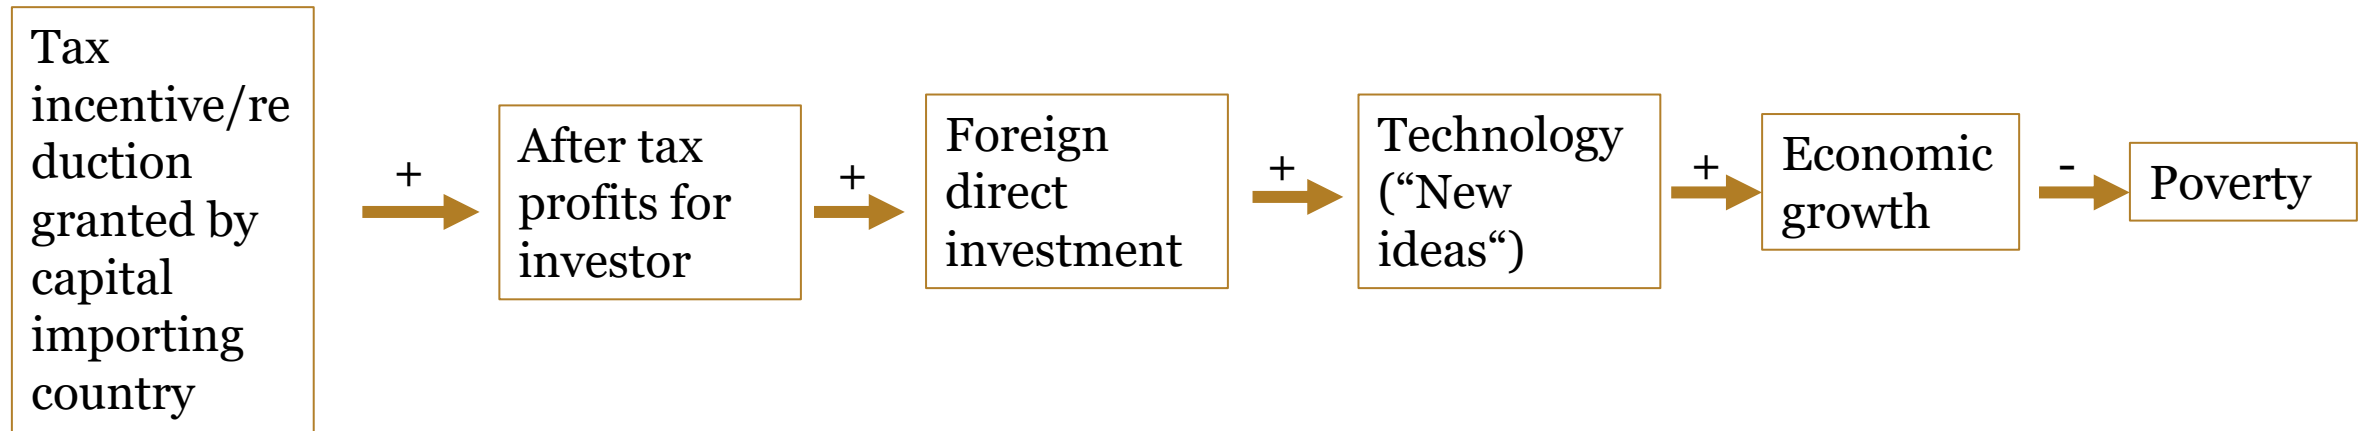 Tax
incentive/re
duction
granted by
capital
importing
country
+
After tax
profits for
investor
+
Foreign
direct
investment
+
Technology
(“New
ideas“)
+
Economic
growth
-
Poverty